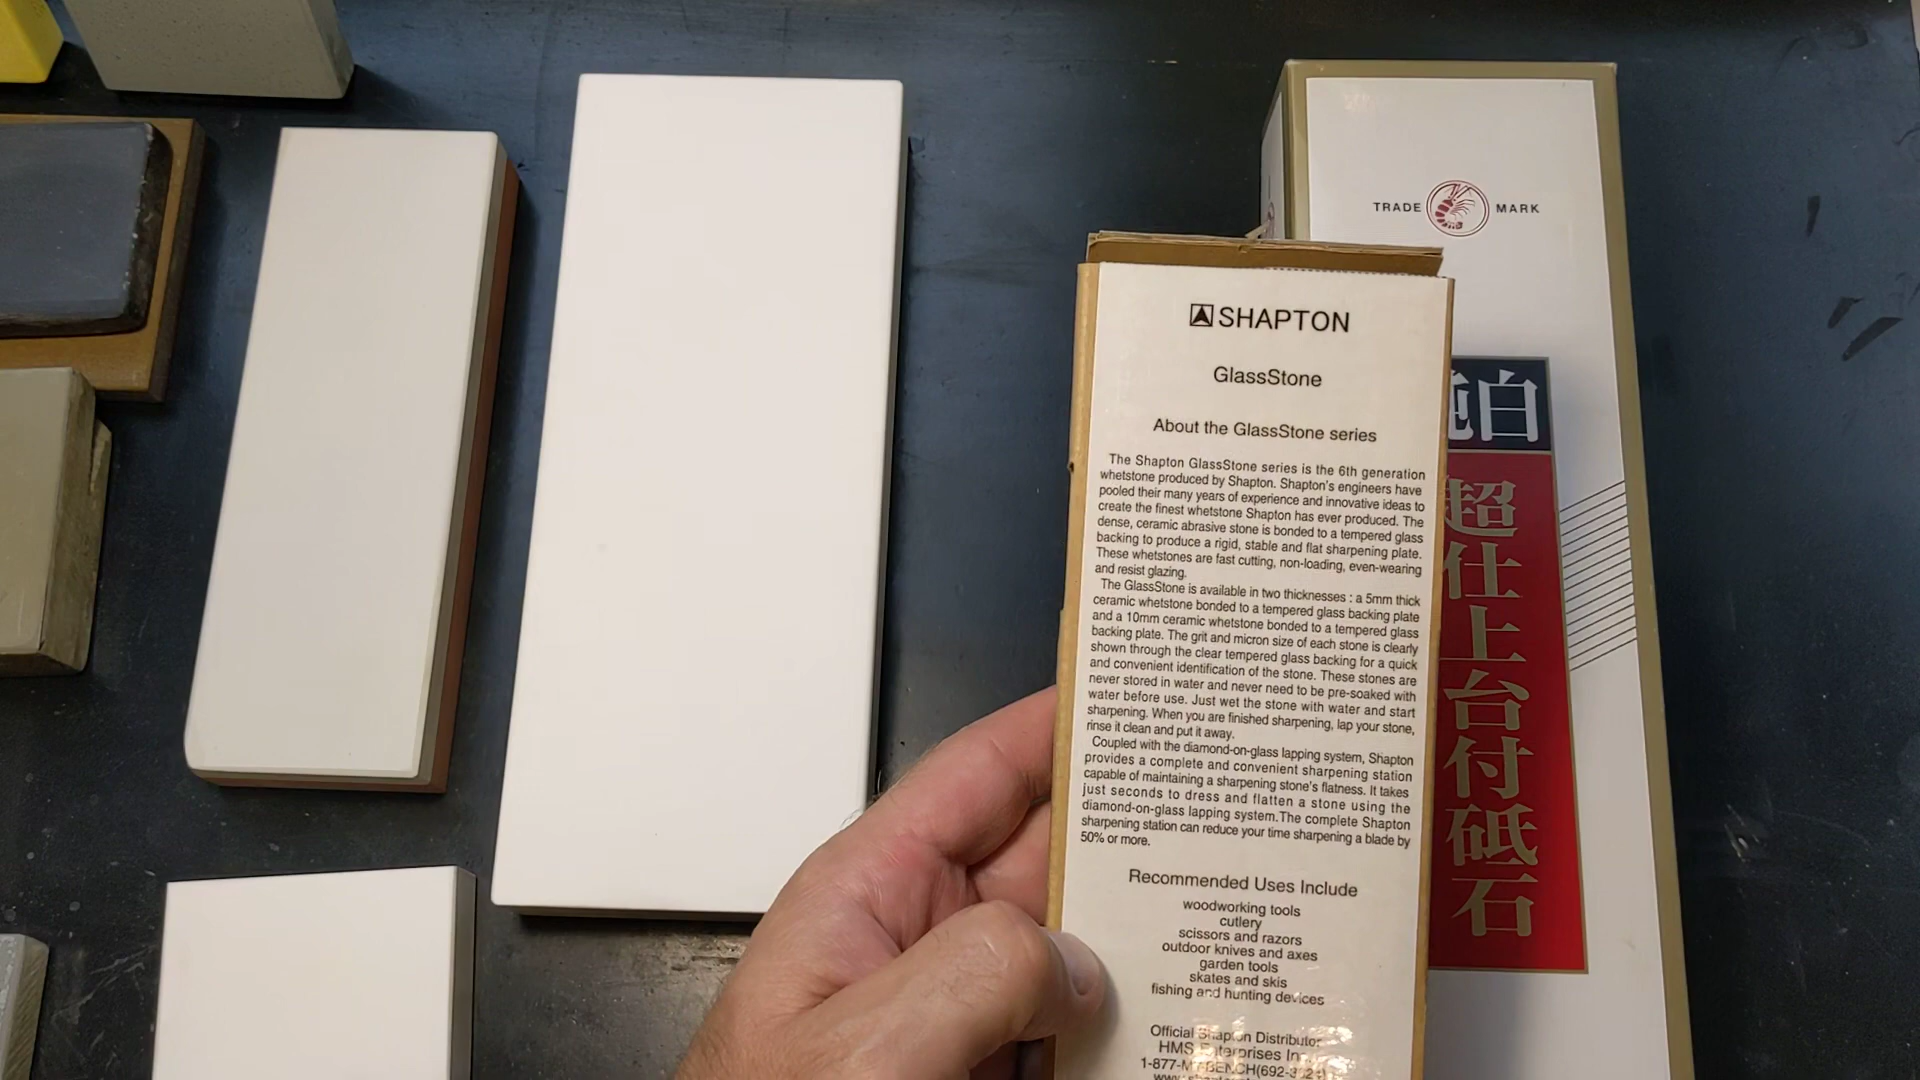 TRADE MARK
白
超仕上台付砥石
SHAPTON
GlassStone
About the GlassStone series
The Shapton GlassStone series is the 6th generation
whetstone produced by Shapton. Shapton's engineers have
pooled their many years of experience and innovative ideas to
create the finest whetstone Shapton has ever produced. The
dense, ceramic abrasive stone is bonded to a tempered glass
backing to produce a rigid, stable and flat sharpening plate.
These whetstones are fast cutting, non-loading, even-wearing
and resist glazing.
The GlassStone is available in two thicknesses : a 5mm thick
ceramic whetstone bonded to a tempered glass backing plate
and a 10mm ceramic whetstone bonded to a tempered glass
backing plate. The grit and micron size of each stone is clearly
shown through the clear tempered glass backing for a quick
and convenient identification of the stone. These stones are
never stored in water and never need to be pre-soaked with
water before use. Just wet the stone with water and start
sharpening. When you are finished sharpening, lap your stone,
rinse it clean and put it away.
Coupled with the diamond-on-glass lapping system, Shapton
provides a complete and convenient sharpening station
capable of maintaining a sharpening stone's flatness. It takes
just seconds to dress and flatten a stone using the
diamond-on-glass lapping system.The complete Shapton
sharpening station can reduce your time sharpening a blade by
50% or more.
Recommended Uses Include
woodworking tools
cutlery
scissors and razors
outdoor knives and axes
garden tools
skates and skis
fishing and hunting devices
Official Shapton Distributor
HMS Enterprises